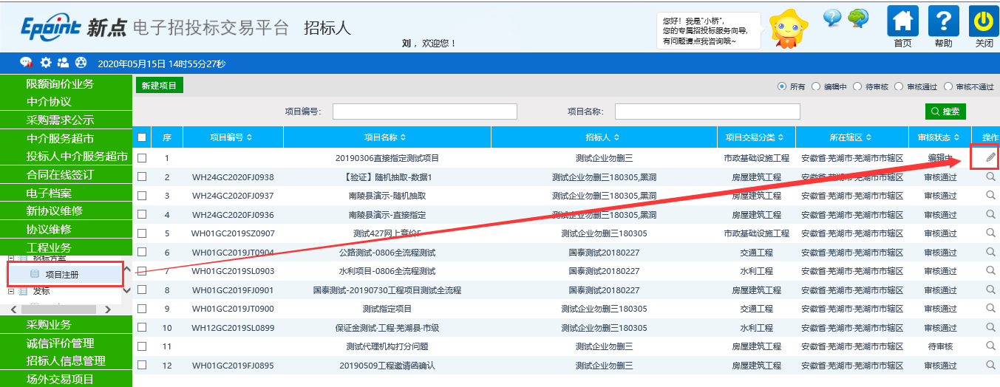 Epoint 新点 电子招投标交易平台 招标人
刘 ，欢迎您！
您好！我是"小桥",
您的专属招投标服务向导,
有问题请点我咨询哦~
首页 帮助 关闭
2020年05月15日 14时55分27秒
限额询价业务
中介协议
采购需求公示
中介服务超市
投标人中介服务超市
合同在线签订
电子档案
新协议维修
协议维修
工程业务
招标方案
项目注册
发标
采购业务
诚信评价管理
招标人信息管理
场外交易项目
新建项目
所有 编辑中 待审核 审核通过 审核不通过
项目编号： 项目名称： 搜索
序 项目编号 项目名称 招标人 项目交易分类 所在辖区 审核状态 操作
1 20190306直接指定测试项目 测试企业勿删三 市政基础设施工程 安徽省·芜湖市·芜湖市市辖区 编辑中
2 WH24GC2020FJ0938 【验证】随机抽取-数据1 测试企业勿删三180305,黑洞 房屋建筑工程 安徽省·芜湖市·芜湖市市辖区 审核通过
3 WH24GC2020FJ0937 南陵县演示-随机抽取 测试企业勿删三180305,黑洞 房屋建筑工程 安徽省·芜湖市·芜湖市市辖区 审核通过
4 WH24GC2020FJ0936 南陵县演示-直接指定 测试企业勿删三180305,黑洞 房屋建筑工程 安徽省·芜湖市·芜湖市市辖区 审核通过
5 WH01GC2019SZ0907 测试427网上竞价 测试企业勿删三180305 市政基础设施工程 安徽省·芜湖市·芜湖市市辖区 审核通过
6 WH01GC2019JT0904 公路测试-0806全流程测试 国泰测试20180227 交通工程 安徽省·芜湖市·芜湖市市辖区 审核通过
7 WH01GC2019SL0903 水利项目-0806全流程测试 国泰测试20180227 水利工程 安徽省·芜湖市·芜湖市市辖区 审核通过
8 WH01GC2019FJ0901 国泰测试-20190730工程项目测试全流程 国泰测试20180227 房屋建筑工程 安徽省·芜湖市·芜湖市市辖区 审核通过
9 WH01GC2019JT0900 测试指定项目 测试企业勿删三180305 交通工程 安徽省·芜湖市·芜湖市市辖区 审核通过
10 WH12GC2019SL0899 保证金测试·工程·芜湖县·市级 测试企业勿删三180305 水利工程 安徽省·芜湖市·芜湖市市辖区 审核通过
11 测试代理机构打分问题 测试企业勿删三 房屋建筑工程 安徽省·芜湖市·芜湖市市辖区 待审核
12 WH01GC2019FJ0895 20190509工程邀请函确认 测试企业勿删三 房屋建筑工程 安徽省·芜湖市·芜湖市市辖区 审核通过